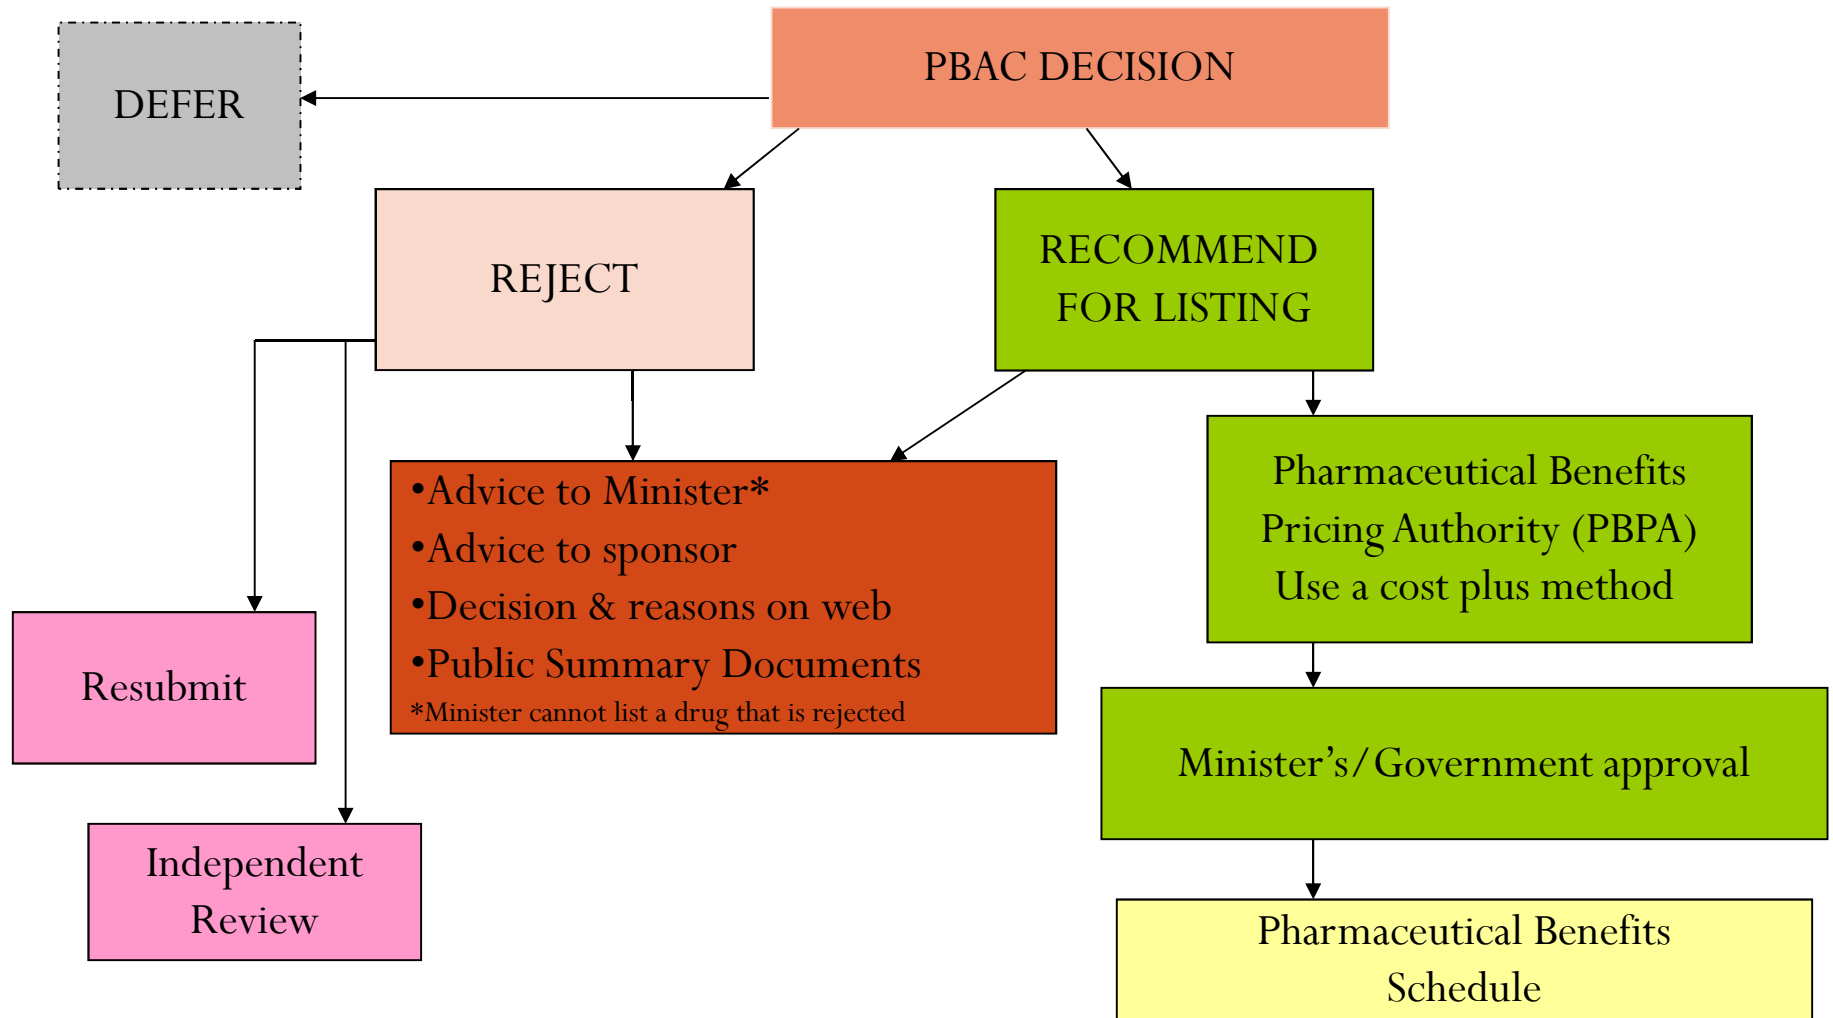 PBAC DECISION
DEFER
REJECT
RECOMMEND
FOR LISTING
•Advice to Minister*
•Advice to sponsor
•Decision & reasons on web
•Public Summary Documents
*Minister cannot list a drug that is rejected
Pharmaceutical Benefits
Pricing Authority (PBPA)
Use a cost plus method
Resubmit
Minister’s/Government approval
Independent
Review
Pharmaceutical Benefits
Schedule